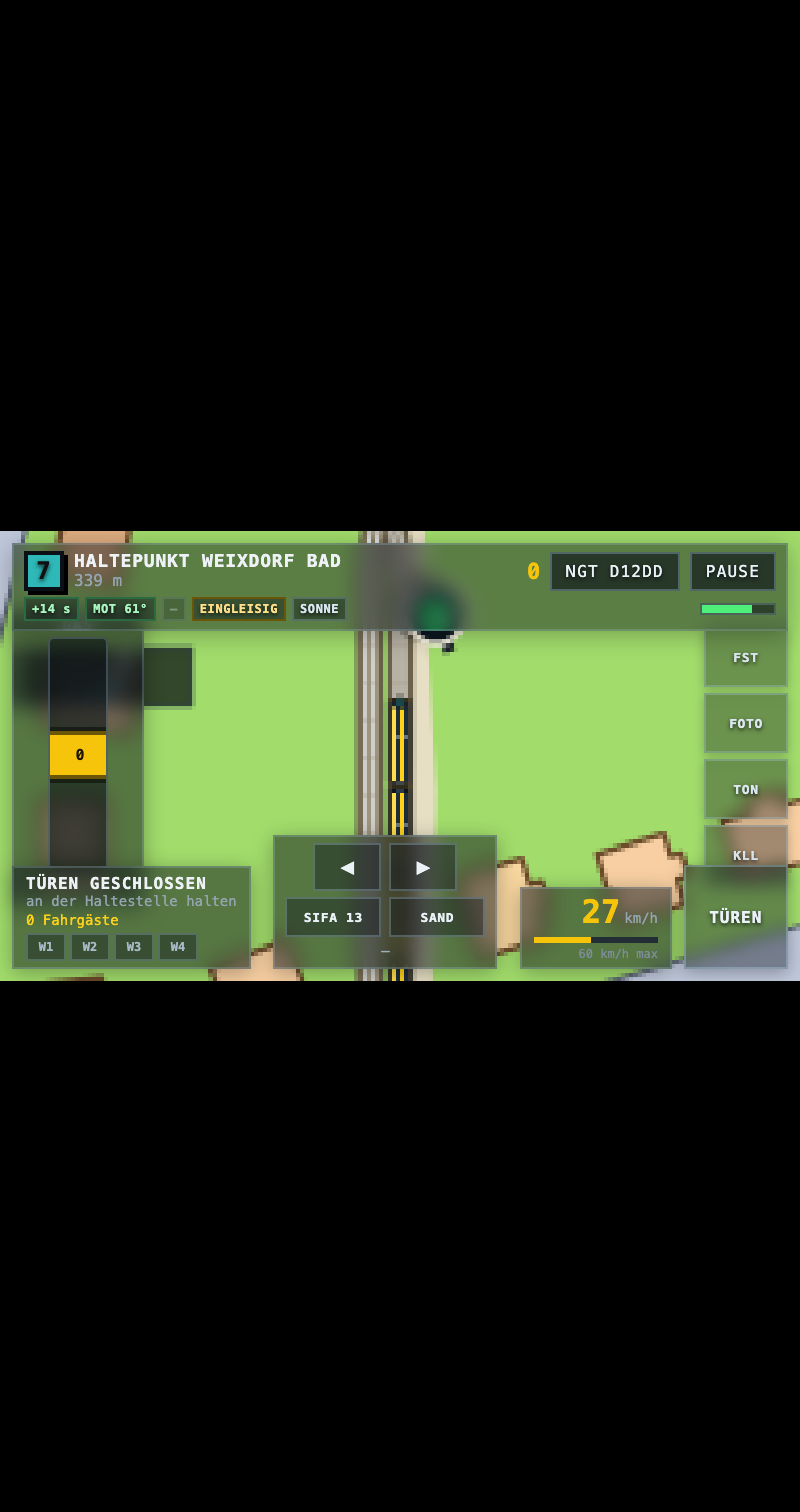 7
HALTEPUNKT WEIXDORF BAD
339 m
0
NGT D12DD
PAUSE
+14 s
MOT 61°
—
EINGLEISIG
SONNE
FST
FOTO
0
TON
KLL
TÜREN GESCHLOSSEN
an der Haltestelle halten
0 Fahrgäste
W1 W2 W3 W4
◀ ▶
SIFA 13
SAND
—
27 km/h
60 km/h max
TÜREN